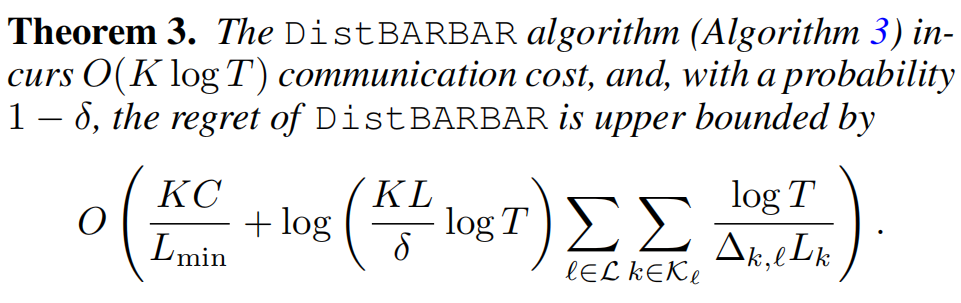 Theorem 3. The DistBARBAR algorithm (Algorithm 3) in-
curs O(K log T) communication cost, and, with a probability
1 − δ, the regret of DistBARBAR is upper bounded by
O ( KC / L_min + log ( KL / δ log T ) ∑_{ℓ∈𝓛} ∑_{k∈𝒦_ℓ} log T / Δ_{k,ℓ} L_k ) .